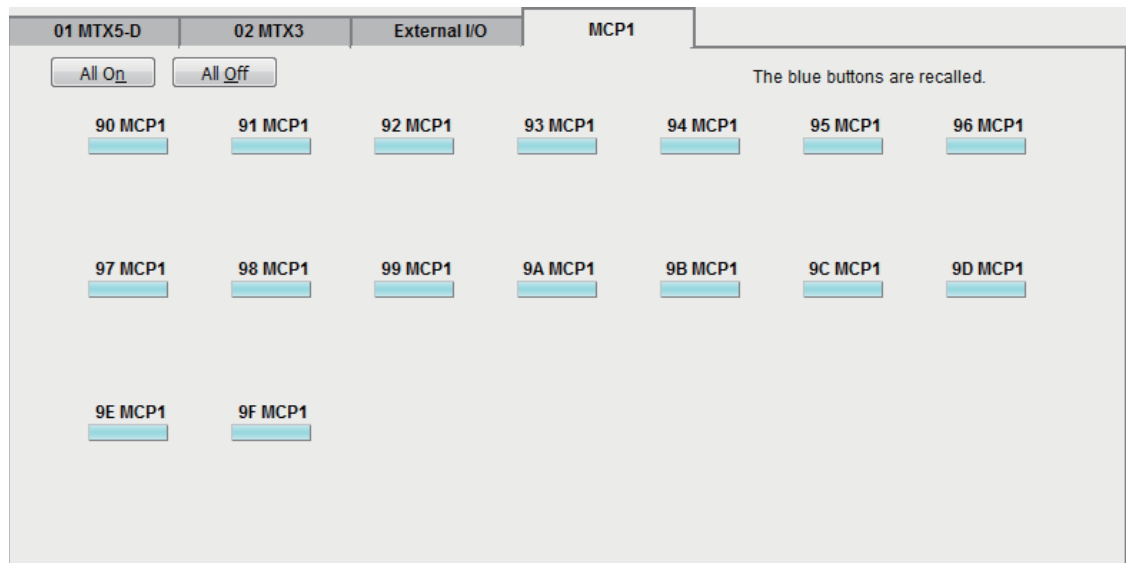 01 MTX5-D 02 MTX3 External I/O MCP1
All On All Off The blue buttons are recalled.
90 MCP1 91 MCP1 92 MCP1 93 MCP1 94 MCP1 95 MCP1 96 MCP1
97 MCP1 98 MCP1 99 MCP1 9A MCP1 9B MCP1 9C MCP1 9D MCP1
9E MCP1 9F MCP1